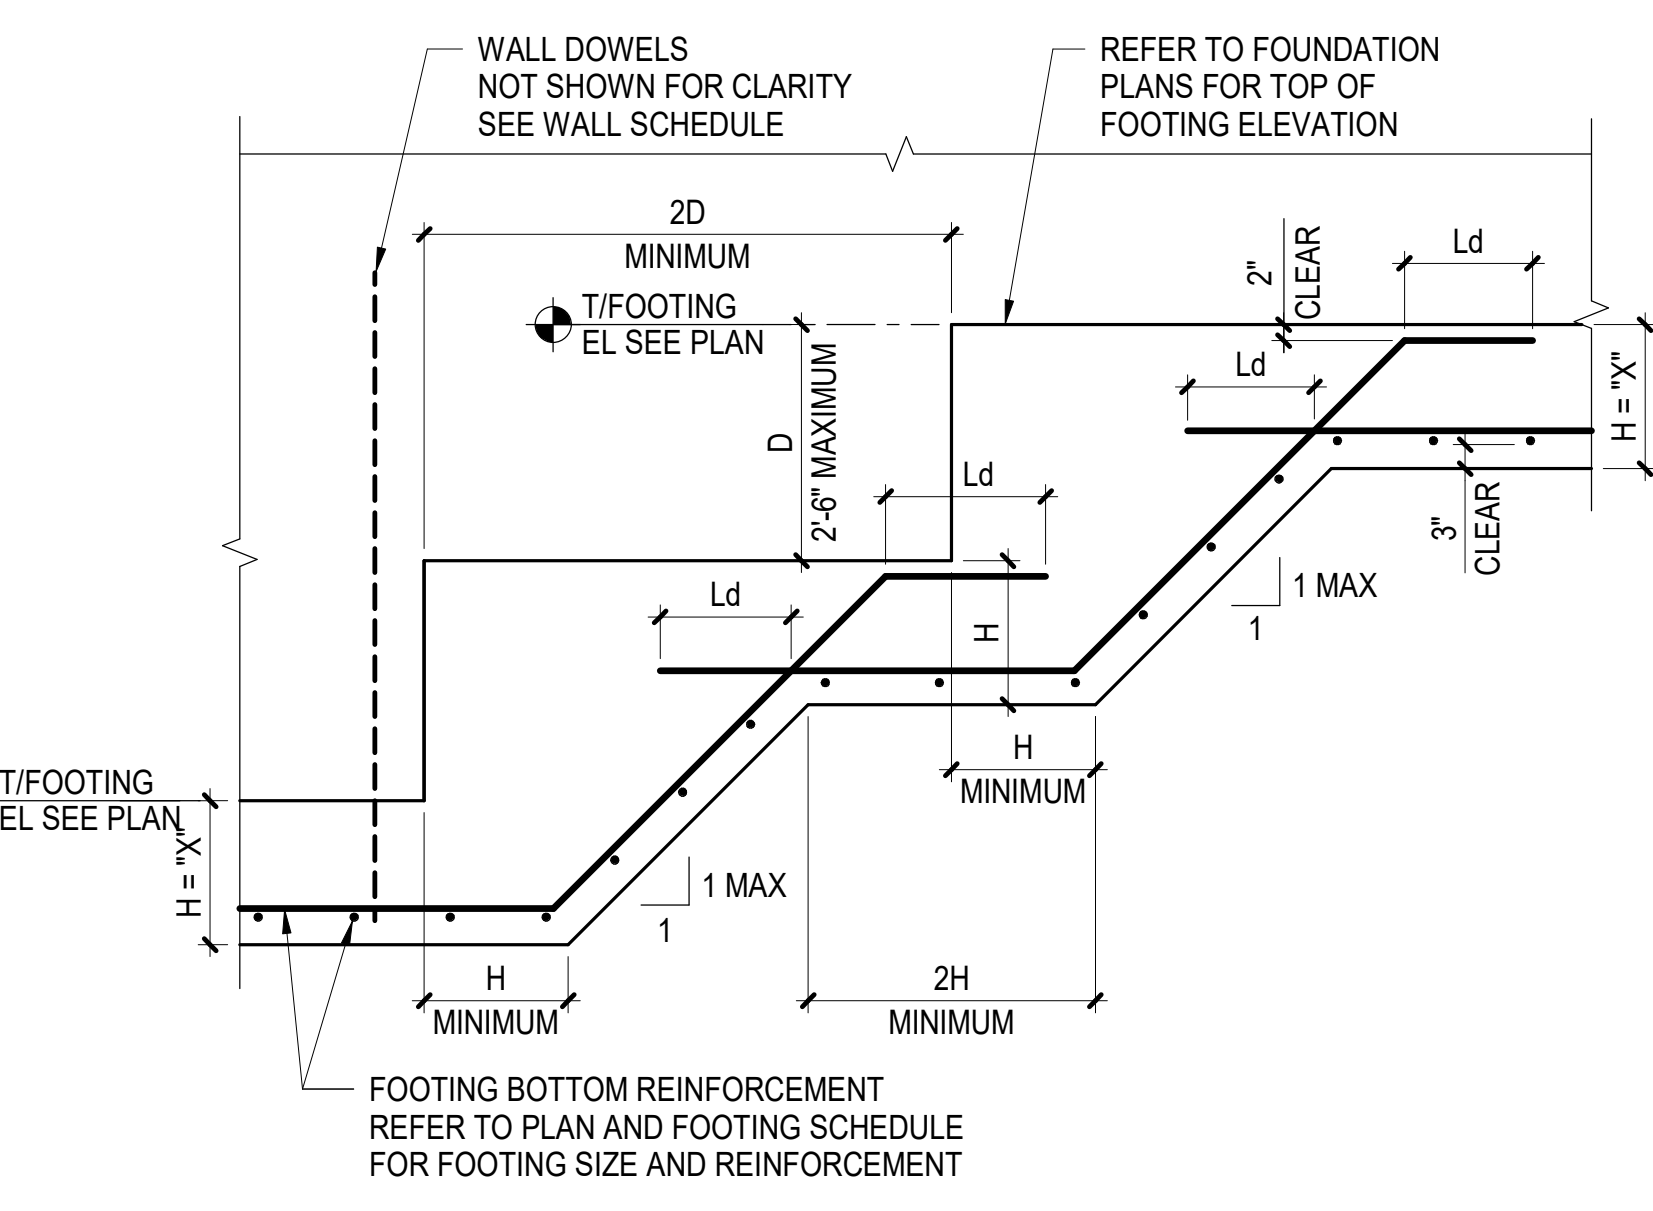 WALL DOWELS
NOT SHOWN FOR CLARITY
SEE WALL SCHEDULE
REFER TO FOUNDATION
PLANS FOR TOP OF
FOOTING ELEVATION
2D
MINIMUM
T/FOOTING
EL SEE PLAN
D
2'-6" MAXIMUM
2"
CLEAR
Ld
Ld
H = "X"
Ld
3"
CLEAR
Ld
H
1 MAX
1
H
MINIMUM
T/FOOTING
EL SEE PLAN
H = "X"
1 MAX
1
H
MINIMUM
2H
MINIMUM
FOOTING BOTTOM REINFORCEMENT
REFER TO PLAN AND FOOTING SCHEDULE
FOR FOOTING SIZE AND REINFORCEMENT